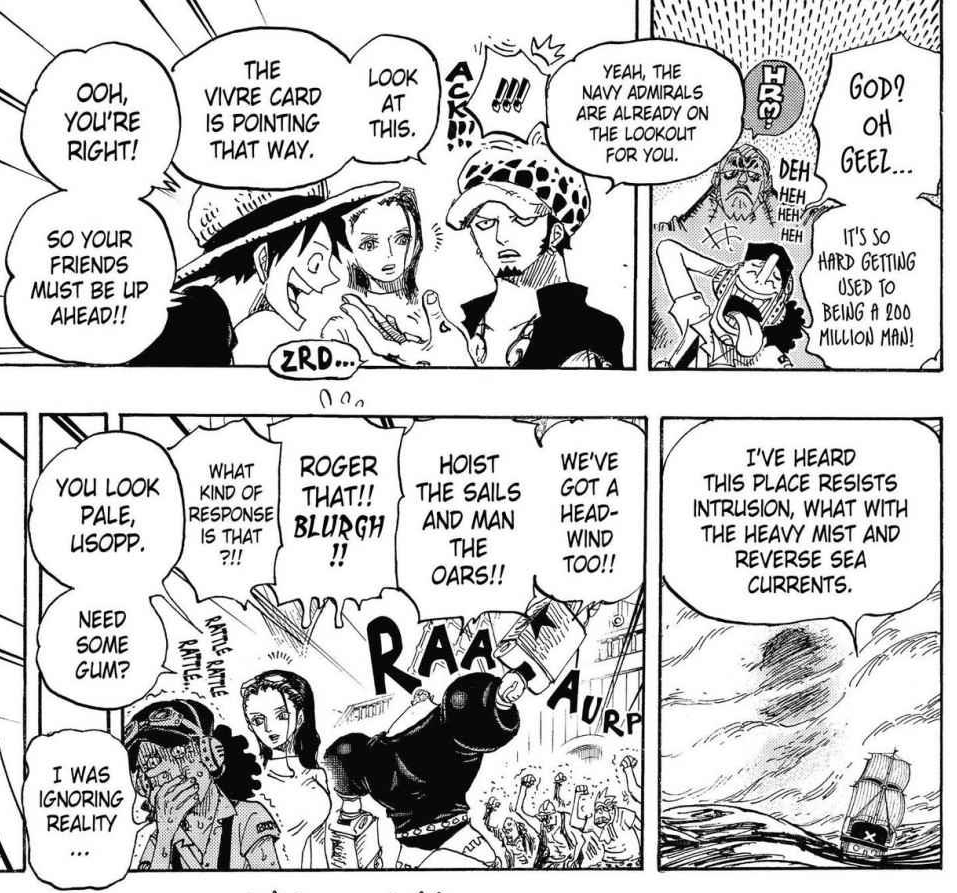 GOD?
OH
GEEZ...
IT'S SO
HARD GETTING
USED TO
BEING A 200
MILLION MAN!
DEH
HEH
HEH
HEH
HRM?
YEAH, THE
NAVY ADMIRALS
ARE ALREADY ON
THE LOOKOUT
FOR YOU.
!!!
ACK!!!
LOOK
AT
THIS.
THE
VIVRE CARD
IS POINTING
THAT WAY.
OOH,
YOU'RE
RIGHT!
SO YOUR
FRIENDS
MUST BE UP
AHEAD!!
ZRD...
I'VE HEARD
THIS PLACE RESISTS
INTRUSION, WHAT WITH
THE HEAVY MIST AND
REVERSE SEA
CURRENTS.
WE'VE
GOT A
HEAD-
WIND
TOO!!
HOIST
THE SAILS
AND MAN
THE
OARS!!
ROGER
THAT!!
BLURGH
!!
RAAAAURP
WHAT
KIND OF
RESPONSE
IS THAT
?!!
RATTLE RATTLE
RATTLE...
YOU LOOK
PALE,
USOPP.
NEED
SOME
GUM?
I WAS
IGNORING
REALITY
...